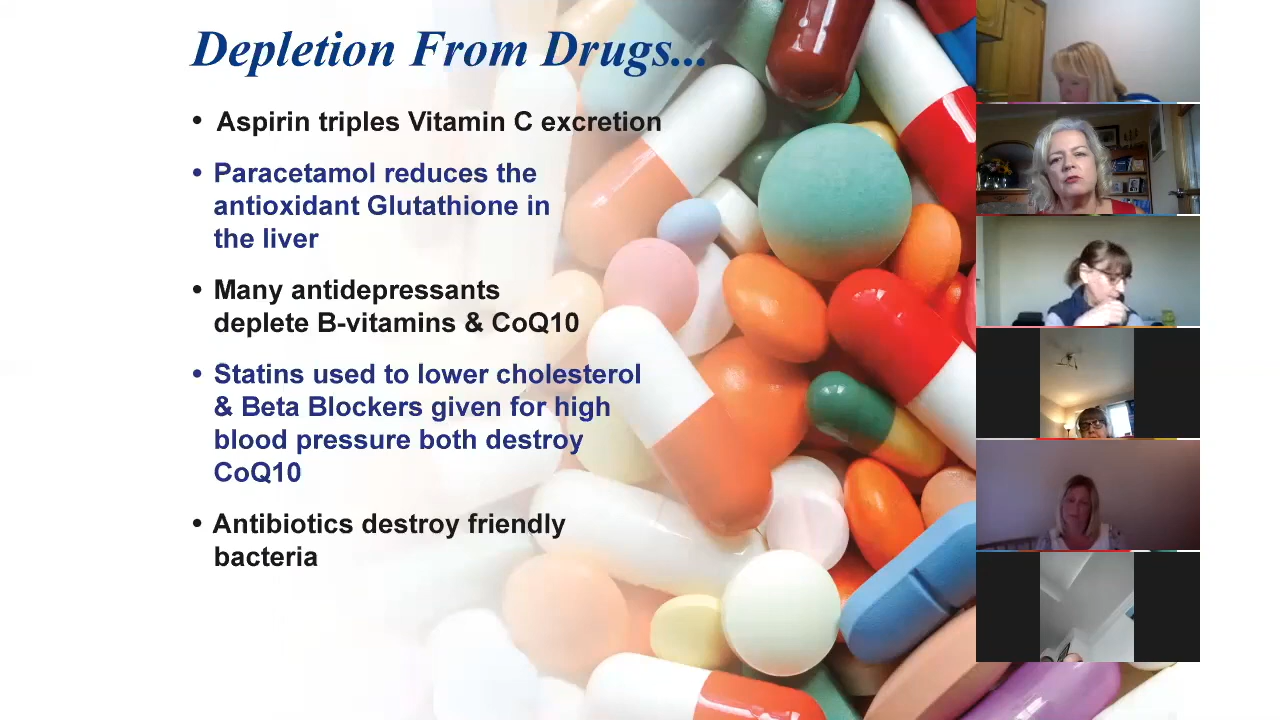 Depletion From Drugs...
• Aspirin triples Vitamin C excretion
• Paracetamol reduces the
antioxidant Glutathione in
the liver
• Many antidepressants
deplete B-vitamins & CoQ10
• Statins used to lower cholesterol
& Beta Blockers given for high
blood pressure both destroy
CoQ10
• Antibiotics destroy friendly
bacteria